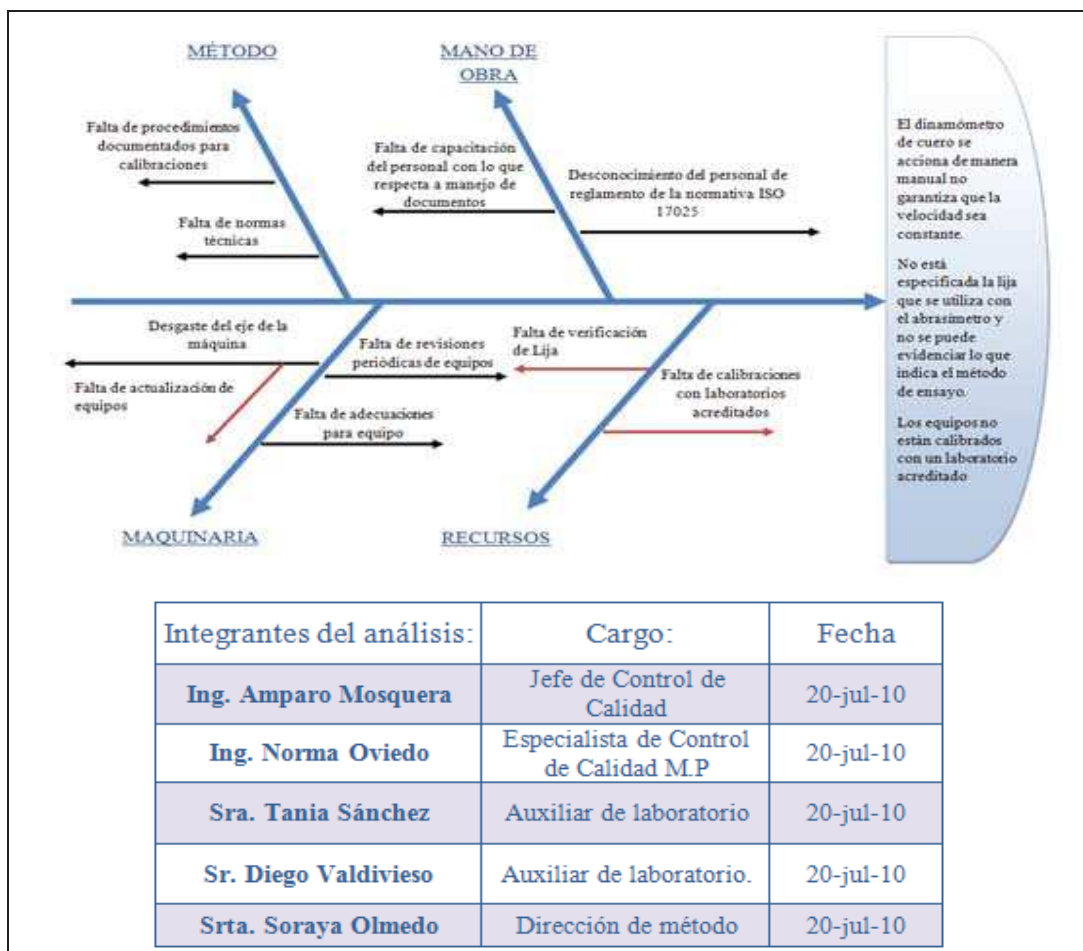 MÉTODO
MANO DE
OBRA
Falta de procedimientos
documentados para
calibraciones
Falta de normas
técnicas
Falta de capacitación
del personal con lo que
respecta a manejo de
documentos
Desconocimiento del personal de
reglamento de la normativa ISO
17025
Desgaste del eje de la
máquina
Falta de actualización de
equipos
Falta de revisiones
periódicas de equipos
Falta de adecuaciones
para equipo
Falta de verificación
de Lija
Falta de calibraciones
con laboratorios
acreditados
MAQUINARIA
RECURSOS
El dinamómetro
de cuero se
acciona de manera
manual no
garantiza que la
velocidad sea
constante.
No está
especificada la lija
que se utiliza con
el abrasímetro y
no se puede
evidenciar lo que
indica el método
de ensayo.
Los equipos no
están calibrados
con un laboratorio
acreditado
Integrantes del análisis: Cargo: Fecha
Ing. Amparo Mosquera Jefe de Control de
Calidad 20-jul-10
Ing. Norma Oviedo Especialista de Control
de Calidad M.P 20-jul-10
Sra. Tania Sánchez Auxiliar de laboratorio 20-jul-10
Sr. Diego Valdivieso Auxiliar de laboratorio. 20-jul-10
Srta. Soraya Olmedo Dirección de método 20-jul-10